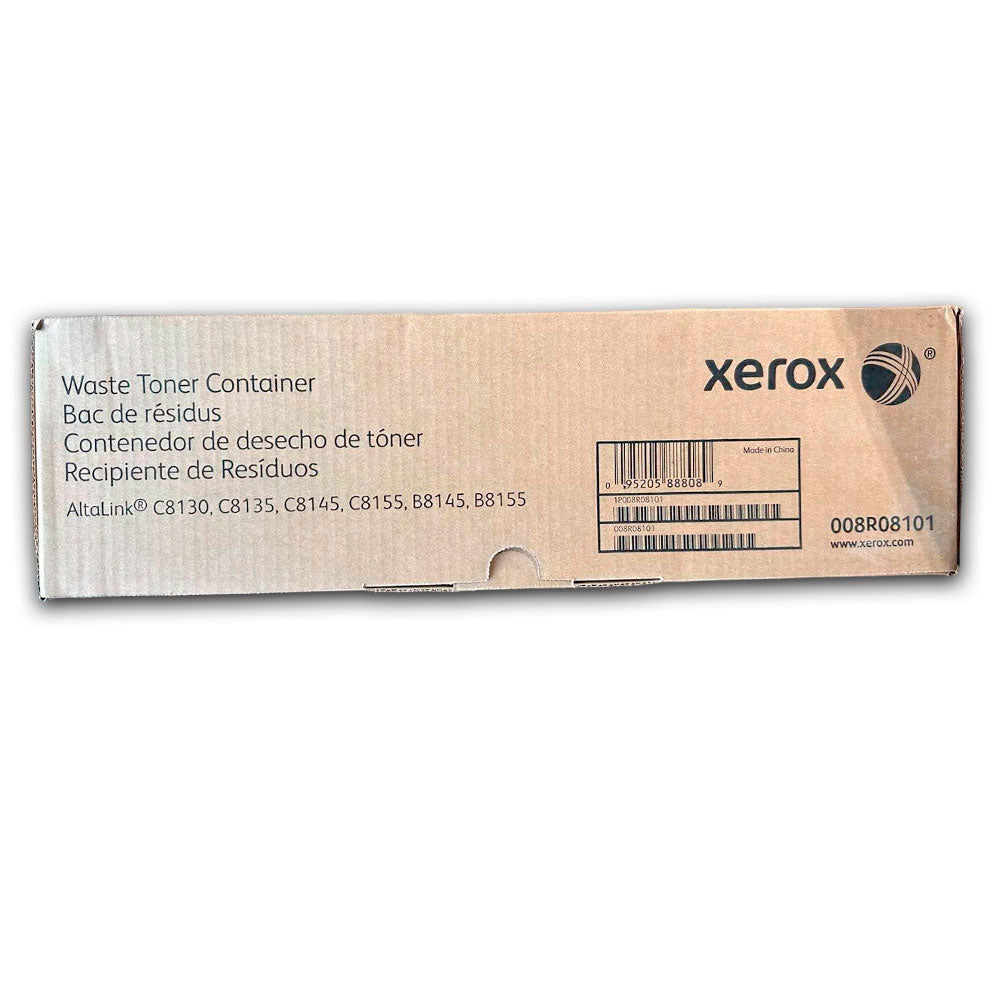 Waste Toner Container
Bac de résidus
Contenedor de desecho de tóner
Recipiente de Resíduos
AltaLink® C8130, C8135, C8145, C8155, B8145, B8155
xerox ®
Made in China
0 95205 88808 9
1P008R08101
008R08101
008R08101
www.xerox.com